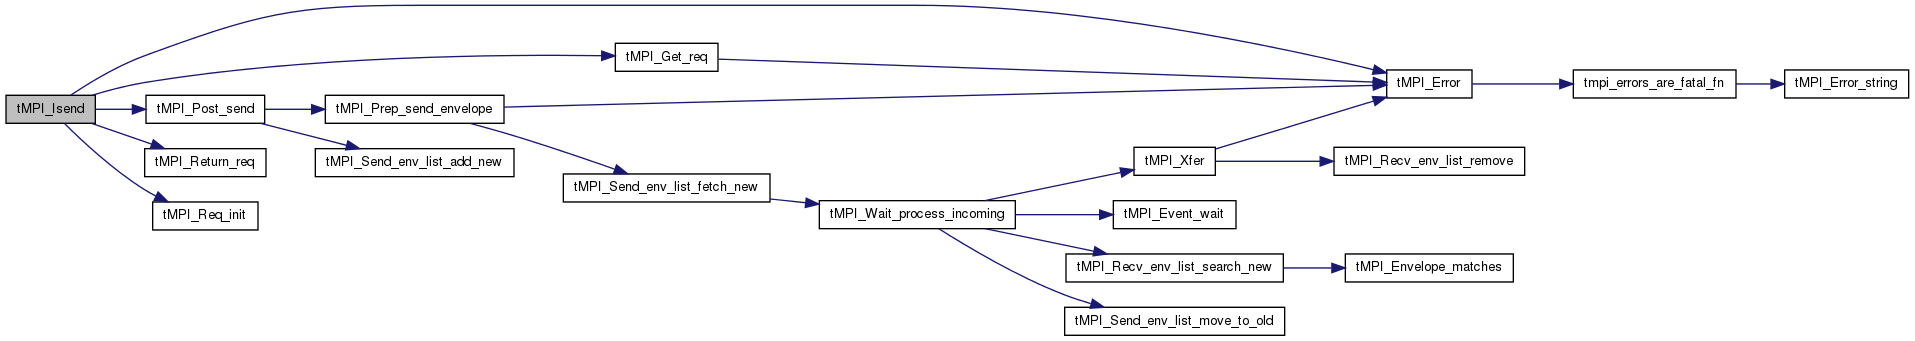 tMPI_Isend
tMPI_Get_req
tMPI_Error
tmpi_errors_are_fatal_fn
tMPI_Error_string
tMPI_Post_send
tMPI_Prep_send_envelope
tMPI_Return_req
tMPI_Send_env_list_add_new
tMPI_Xfer
tMPI_Recv_env_list_remove
tMPI_Send_env_list_fetch_new
tMPI_Req_init
tMPI_Wait_process_incoming
tMPI_Event_wait
tMPI_Recv_env_list_search_new
tMPI_Envelope_matches
tMPI_Send_env_list_move_to_old